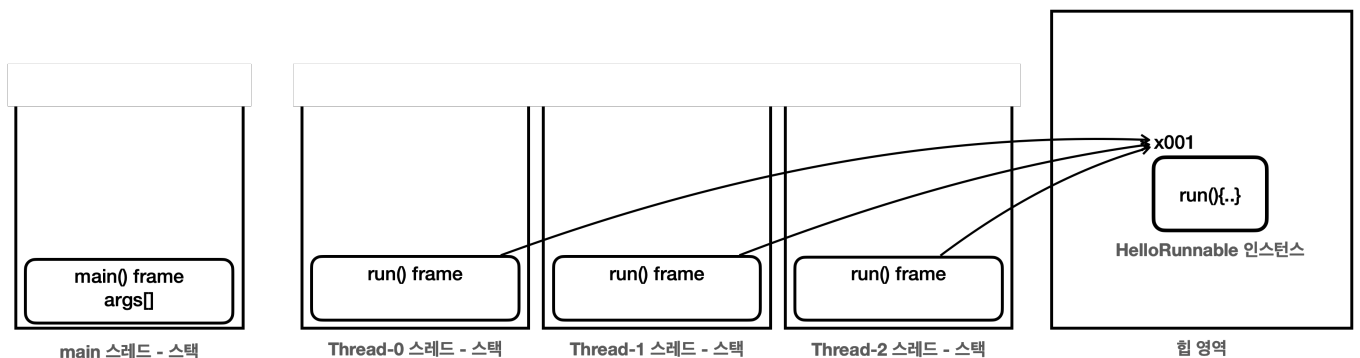 x001
run(){..}
HelloRunnable 인스턴스
main() frame
args[]
run() frame
run() frame
run() frame
main 스레드 - 스택
Thread-0 스레드 - 스택
Thread-1 스레드 - 스택
Thread-2 스레드 - 스택
힙 영역